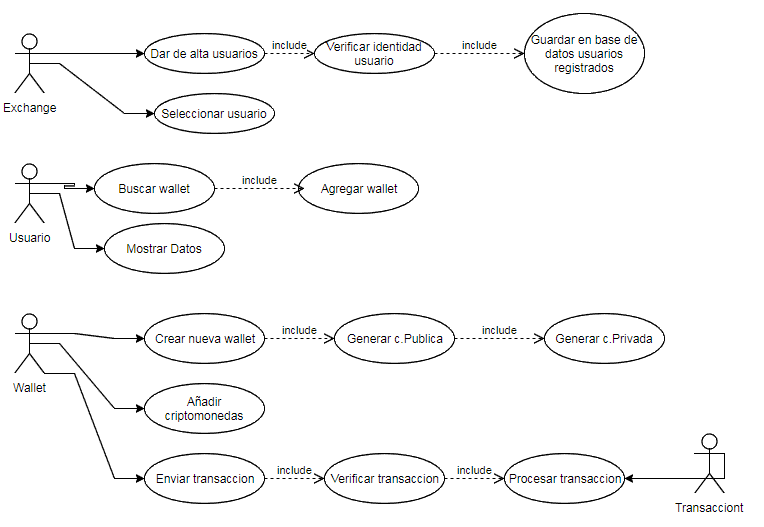 Dar de alta usuarios
include
Verificar identidad
usuario
include
Guardar en base de
datos usuarios
registrados
Exchange
Seleccionar usuario
Buscar wallet
include
Agregar wallet
Usuario
Mostrar Datos
Crear nueva wallet
include
Generar c.Publica
include
Generar c.Privada
Wallet
Añadir
criptomonedas
Enviar transaccion
include
Verificar transaccion
include
Procesar transaccion
Transacciont